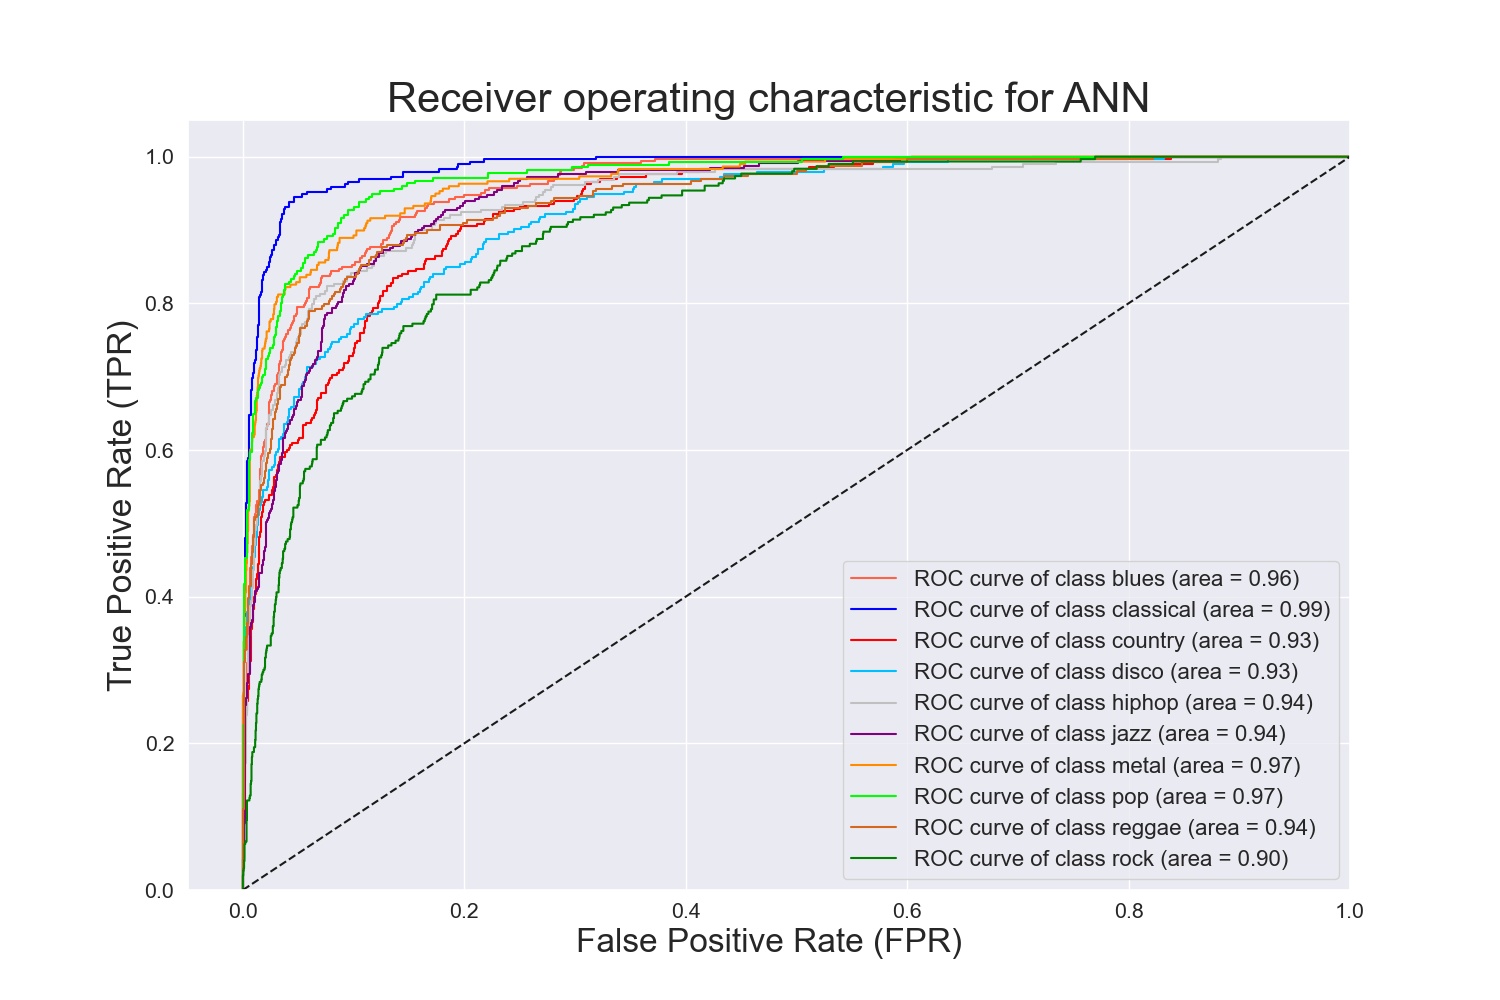 Receiver operating characteristic for ANN
True Positive Rate (TPR)
1.0
0.8
0.6
0.4
0.2
0.0
ROC curve of class blues (area = 0.96)
ROC curve of class classical (area = 0.99)
ROC curve of class country (area = 0.93)
ROC curve of class disco (area = 0.93)
ROC curve of class hiphop (area = 0.94)
ROC curve of class jazz (area = 0.94)
ROC curve of class metal (area = 0.97)
ROC curve of class pop (area = 0.97)
ROC curve of class reggae (area = 0.94)
ROC curve of class rock (area = 0.90)
0.0 0.2 0.4 0.6 0.8 1.0
False Positive Rate (FPR)